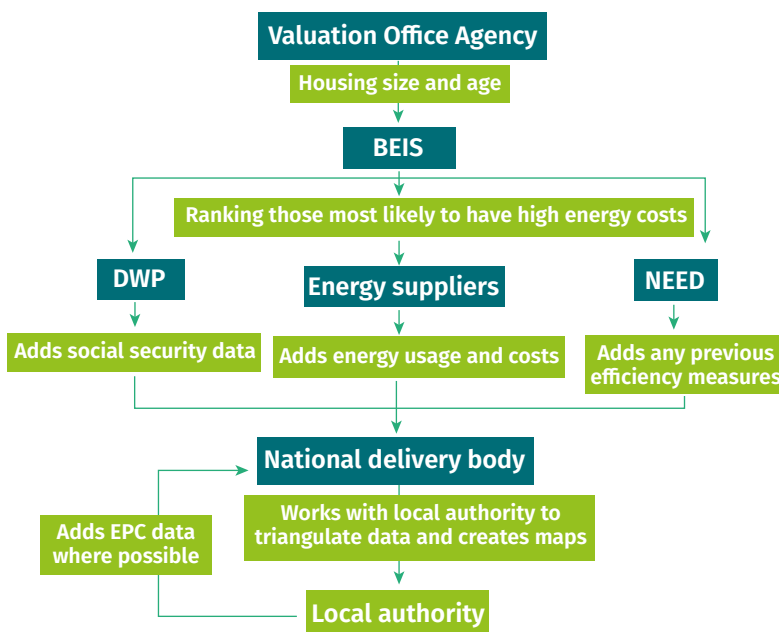 Valuation Office Agency
Housing size and age
BEIS
Ranking those most likely to have high energy costs
DWP
Energy suppliers
NEED
Adds social security data
Adds energy usage and costs
Adds any previous
efficiency measures
National delivery body
Works with local authority to
triangulate data and creates maps
Adds EPC data
where possible
Local authority